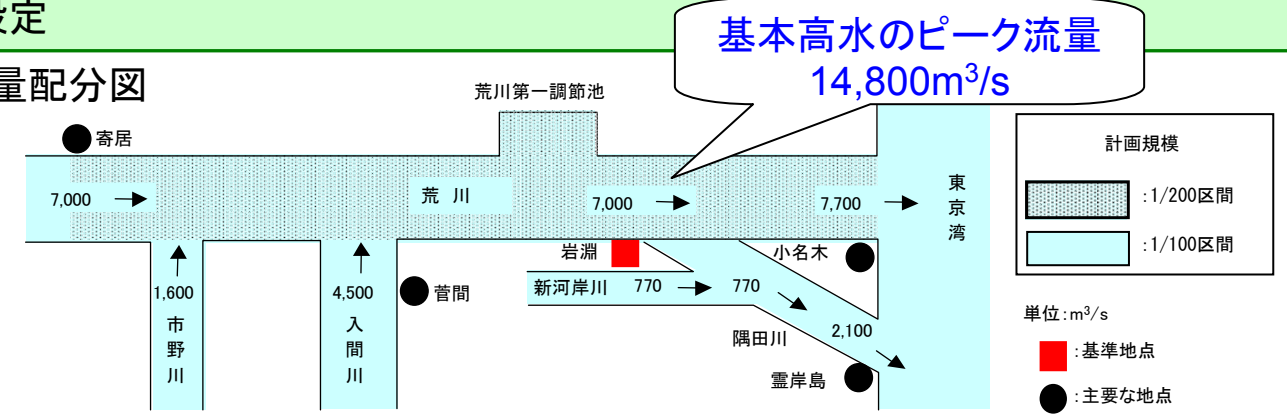 設定
量配分図
基本高水のピーク流量
14,800m³/s
荒川第一調節池
寄居
7,000
荒川
7,000
7,700
東京湾
岩淵
小名木
1,600
市野川
4,500
入間川
菅間
新河岸川
770
770
隅田川
2,100
霊岸島
計画規模
:1/200区間
:1/100区間
単位:m³/s
:基準地点
:主要な地点